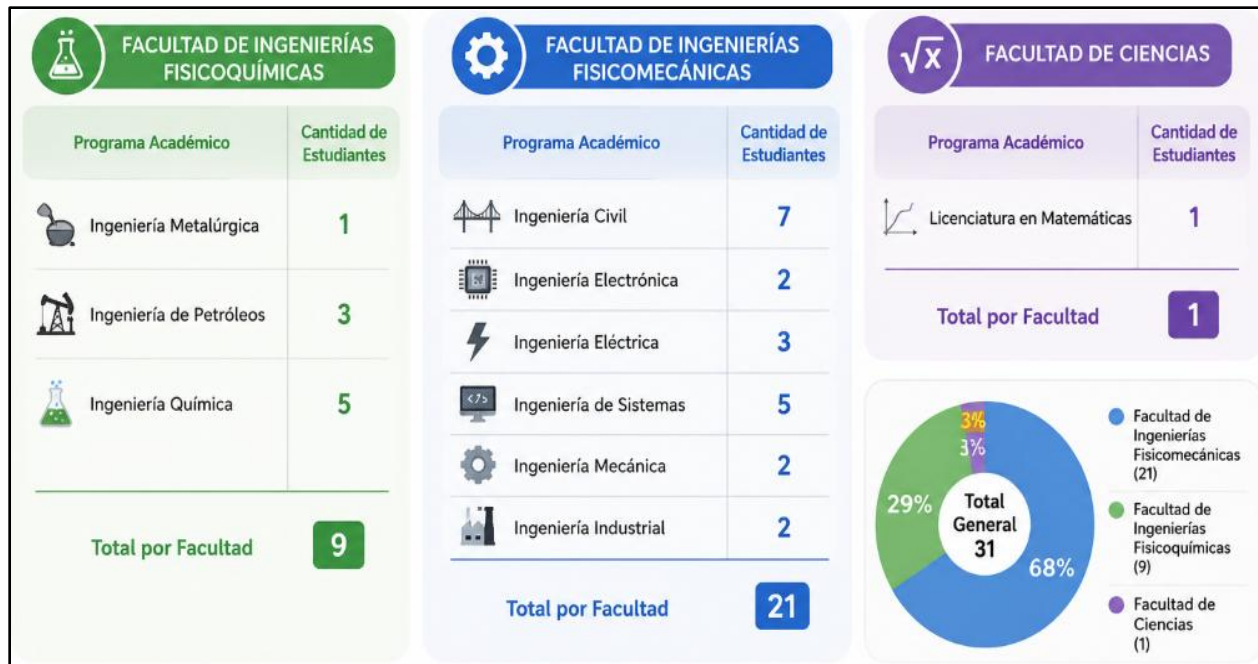 FACULTAD DE INGENIERÍAS
FISICOQUÍMICAS
Programa Académico
Cantidad de
Estudiantes
Ingeniería Metalúrgica 1
Ingeniería de Petróleos 3
Ingeniería Química 5
Total por Facultad 9
FACULTAD DE INGENIERÍAS
FISICOMECÁNICAS
Programa Académico
Cantidad de
Estudiantes
Ingeniería Civil 7
Ingeniería Electrónica 2
Ingeniería Eléctrica 3
</> Ingeniería de Sistemas 5
Ingeniería Mecánica 2
Ingeniería Industrial 2
Total por Facultad 21
√x FACULTAD DE CIENCIAS
Programa Académico
Cantidad de
Estudiantes
Licenciatura en Matemáticas 1
Total por Facultad 1
3%
3%
29%
68%
Total
General
31
Facultad de
Ingenierías
Fisicomecánicas
(21)
Facultad de
Ingenierías
Fisicoquímicas
(9)
Facultad de
Ciencias
(1)